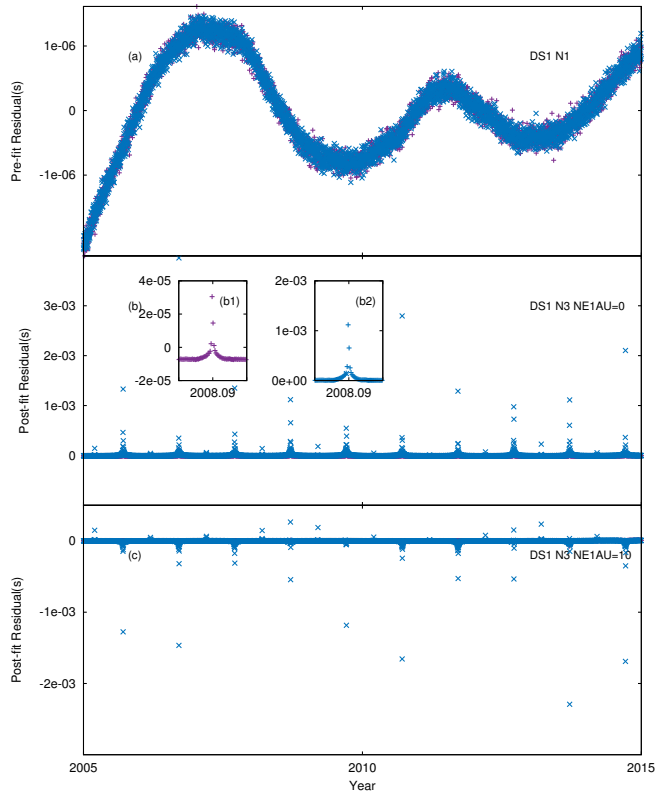 1e-06
0
-1e-06
Pre-fit Residual(s)
(a)
DS1 N1
3e-03
2e-03
1e-03
0
Post-fit Residual(s)
(b)
DS1 N3 NE1AU=0
4e-05
2e-05
0
-2e-05
(b1)
2008.09
2e-03
1e-03
0e+00
(b2)
2008.09
0
-1e-03
-2e-03
Post-fit Residual(s)
(c)
DS1 N3 NE1AU=10
2005
2010
2015
Year